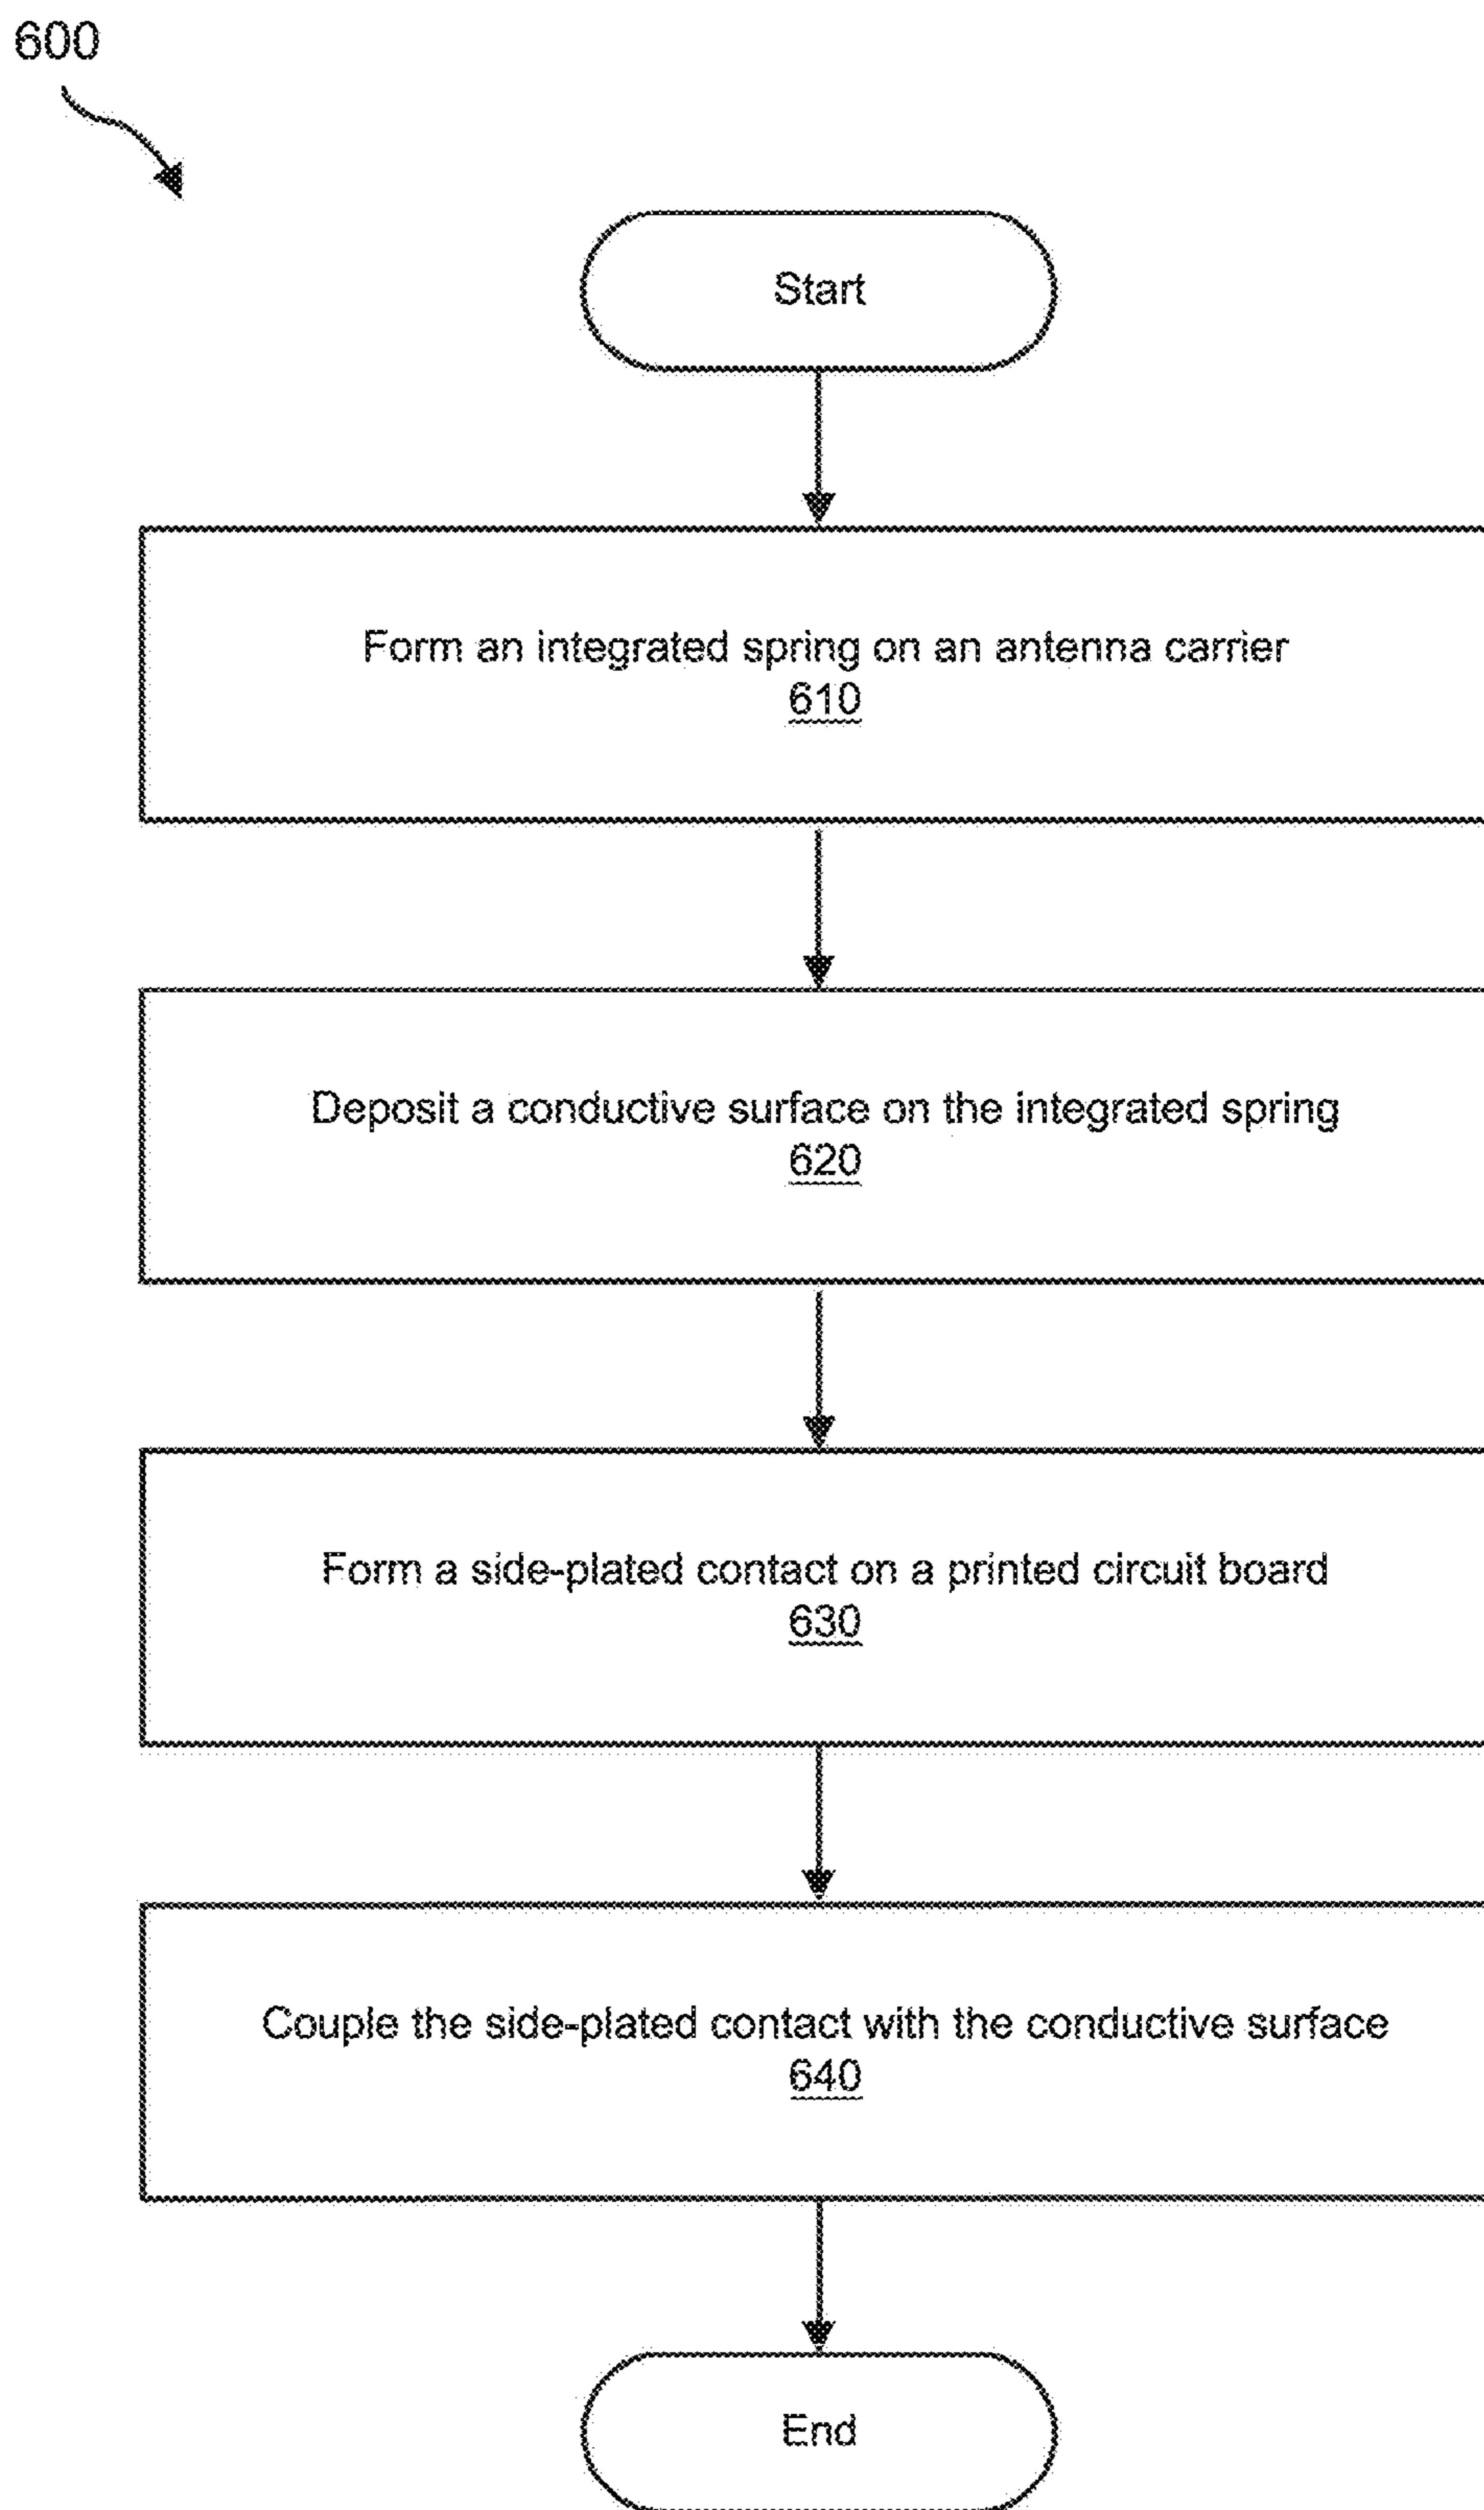 600
Start
Form an integrated spring on an antenna carrier
610
Deposit a conductive surface on the integrated spring
620
Form a side-plated contact on a printed circuit board
630
Couple the side-plated contact with the conductive surface
640
End